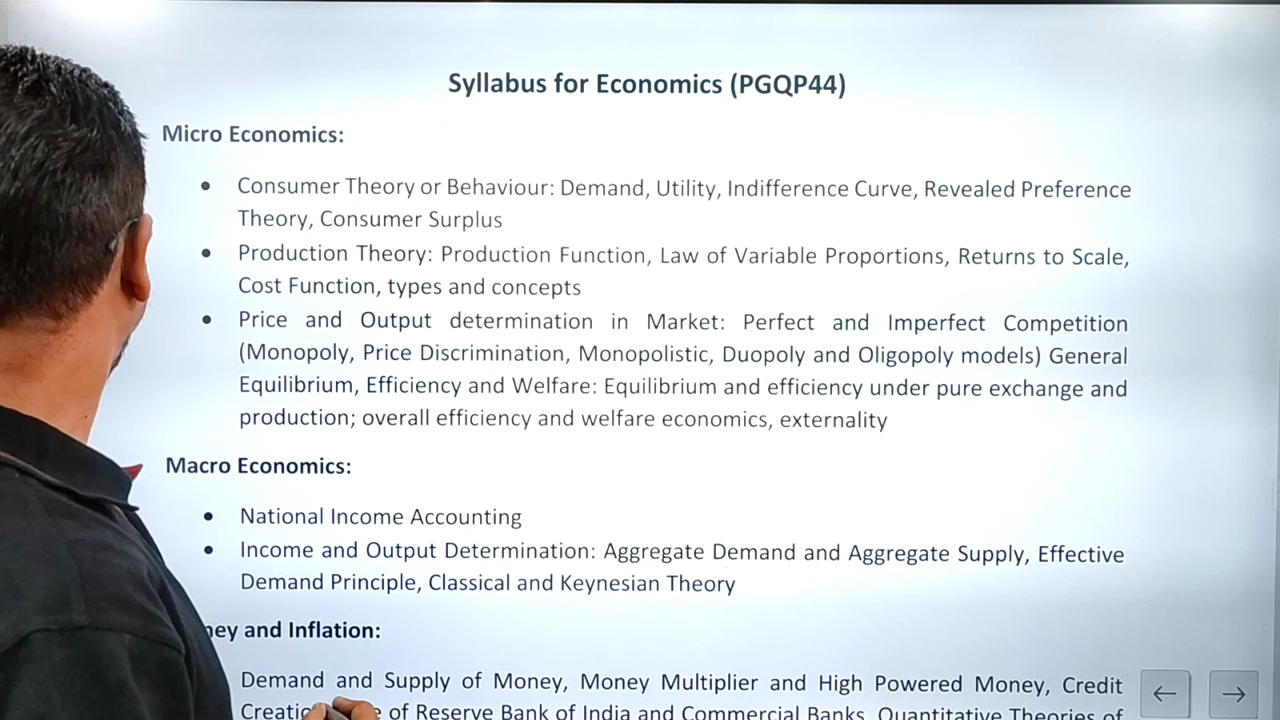 Syllabus for Economics (PGQP44)
Micro Economics:
• Consumer Theory or Behaviour: Demand, Utility, Indifference Curve, Revealed Preference
Theory, Consumer Surplus
• Production Theory: Production Function, Law of Variable Proportions, Returns to Scale,
Cost Function, types and concepts
• Price and Output determination in Market: Perfect and Imperfect Competition
(Monopoly, Price Discrimination, Monopolistic, Duopoly and Oligopoly models) General
Equilibrium, Efficiency and Welfare: Equilibrium and efficiency under pure exchange and
production; overall efficiency and welfare economics, externality
Macro Economics:
• National Income Accounting
• Income and Output Determination: Aggregate Demand and Aggregate Supply, Effective
Demand Principle, Classical and Keynesian Theory
and Inflation:
Demand and Supply of Money, Money Multiplier and High Powered Money, Credit
of Reserve Bank of India and Commercial Banks, Quantitative Theories of